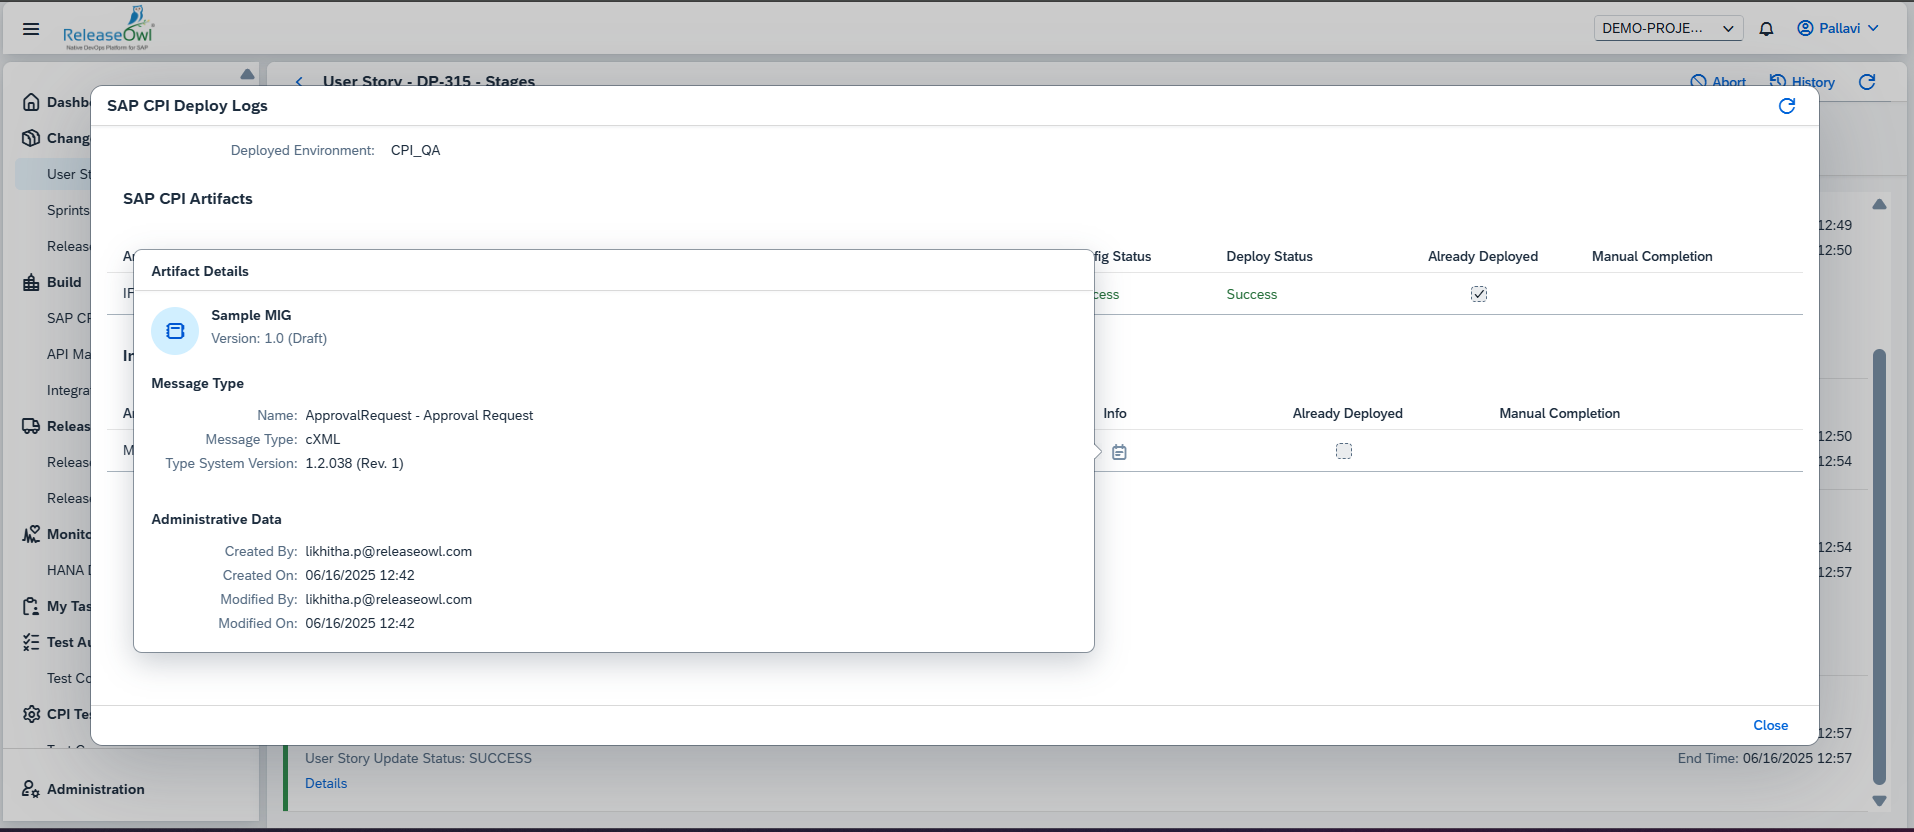 ReleaseOwl
Native DevOps Platform for SAP
DEMO-PROJE...
Pallavi
User Story - DP-315 - Stages
Abort
History
SAP CPI Deploy Logs
Deployed Environment: CPI_QA
SAP CPI Artifacts
fig Status
Deploy Status
Already Deployed
Manual Completion
IF
cess
Success
Info
Already Deployed
Manual Completion
Artifact Details
Sample MIG
Version: 1.0 (Draft)
Message Type
Name: ApprovalRequest - Approval Request
Message Type: cXML
Type System Version: 1.2.038 (Rev. 1)
Administrative Data
Created By: likhitha.p@releaseowl.com
Created On: 06/16/2025 12:42
Modified By: likhitha.p@releaseowl.com
Modified On: 06/16/2025 12:42
Close
Dashb
Chang
User St
Sprints
Releas
Build
SAP CP
API Ma
Integra
Releas
Releas
Releas
Monito
HANA D
My Tas
Test Au
Test Co
CPI Tes
Administration
12:49
12:50
12:50
12:54
12:54
12:57
12:57
User Story Update Status: SUCCESS
End Time: 06/16/2025 12:57
Details